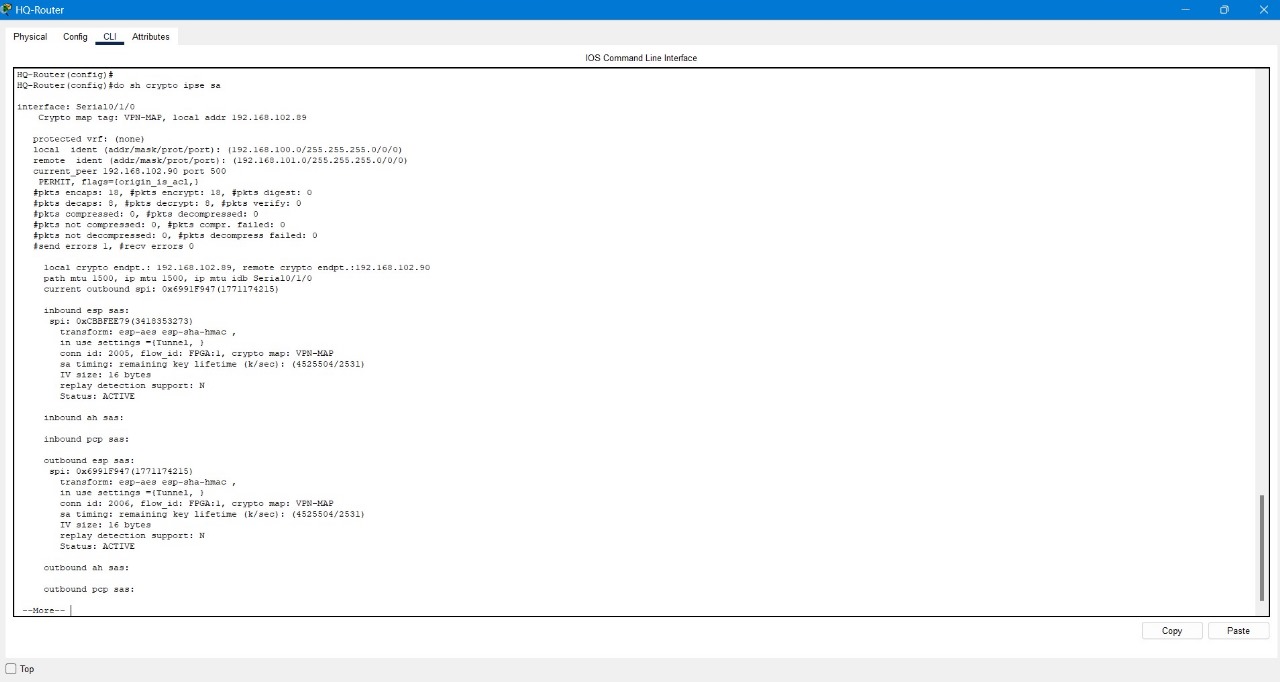 HQ-Router
Physical Config CLI Attributes
IOS Command Line Interface
HQ-Router(config)#
HQ-Router(config)#do sh crypto ipse sa
interface: Serial0/1/0
Crypto map tag: VPN-MAP, local addr 192.168.102.89
protected vrf: (none)
local ident (addr/mask/prot/port): (192.168.100.0/255.255.255.0/0/0)
remote ident (addr/mask/prot/port): (192.168.101.0/255.255.255.0/0/0)
current_peer 192.168.102.90 port 500
PERMIT, flags={origin_is_acl,}
#pkts encaps: 18, #pkts encrypt: 18, #pkts digest: 0
#pkts decaps: 8, #pkts decrypt: 8, #pkts verify: 0
#pkts compressed: 0, #pkts decompressed: 0
#pkts not compressed: 0, #pkts compr. failed: 0
#pkts not decompressed: 0, #pkts decompress failed: 0
#send errors 1, #recv errors 0
local crypto endpt.: 192.168.102.89, remote crypto endpt.:192.168.102.90
path mtu 1500, ip mtu 1500, ip mtu idb Serial0/1/0
current outbound spi: 0x6991F947(1771174215)
inbound esp sas:
spi: 0xCBBFEE79(3418353273)
transform: esp-aes esp-sha-hmac ,
in use settings ={Tunnel, }
conn id: 2005, flow_id: FPGA:1, crypto map: VPN-MAP
sa timing: remaining key lifetime (k/sec): (4525504/2531)
IV size: 16 bytes
replay detection support: N
Status: ACTIVE
inbound ah sas:
inbound pcp sas:
outbound esp sas:
spi: 0x6991F947(1771174215)
transform: esp-aes esp-sha-hmac ,
in use settings ={Tunnel, }
conn id: 2006, flow_id: FPGA:1, crypto map: VPN-MAP
sa timing: remaining key lifetime (k/sec): (4525504/2531)
IV size: 16 bytes
replay detection support: N
Status: ACTIVE
outbound ah sas:
outbound pcp sas:
--More--
Copy Paste
Top